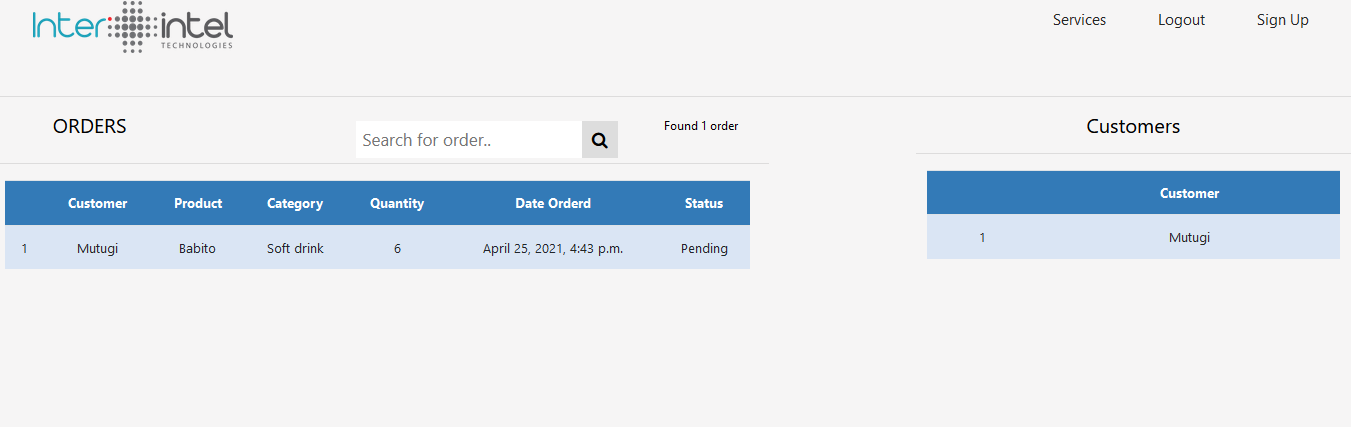 Inter intel
TECHNOLOGIES
Services Logout Sign Up
ORDERS
Search for order..
Found 1 order
Customers
Customer Product Category Quantity Date Orderd Status
1 Mutugi Babito Soft drink 6 April 25, 2021, 4:43 p.m. Pending
Customer
1 Mutugi